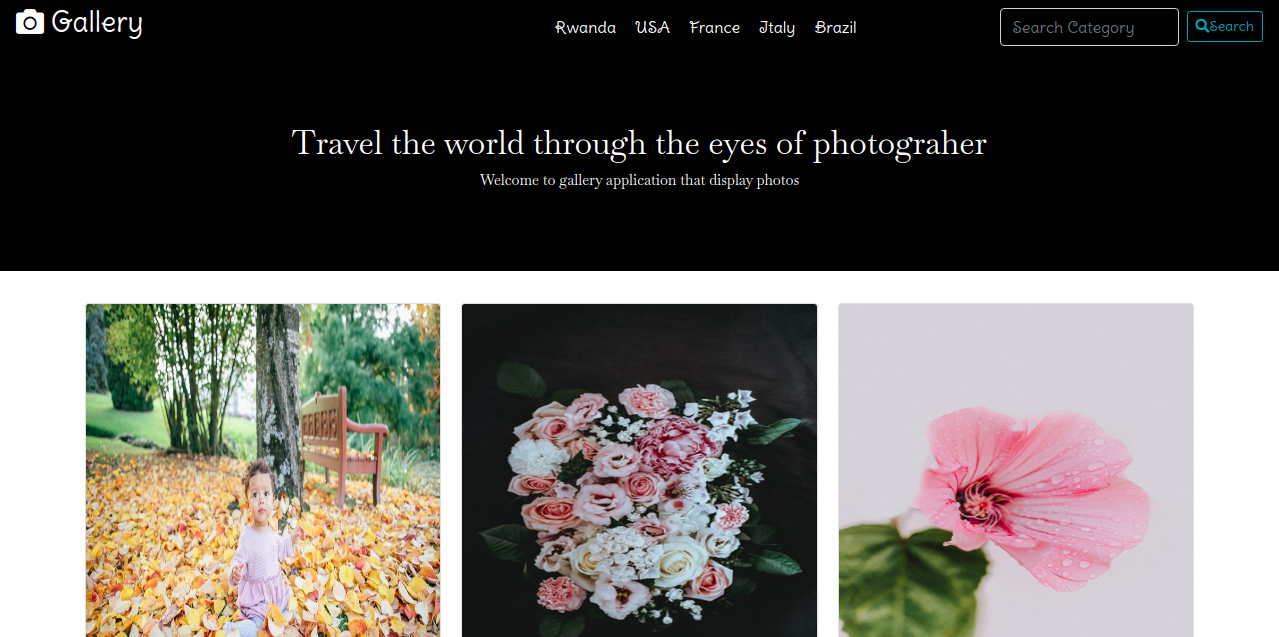 Gallery
Rwanda USA France Italy Brazil
Search Category
Search
Travel the world through the eyes of photograher
Welcome to gallery application that display photos